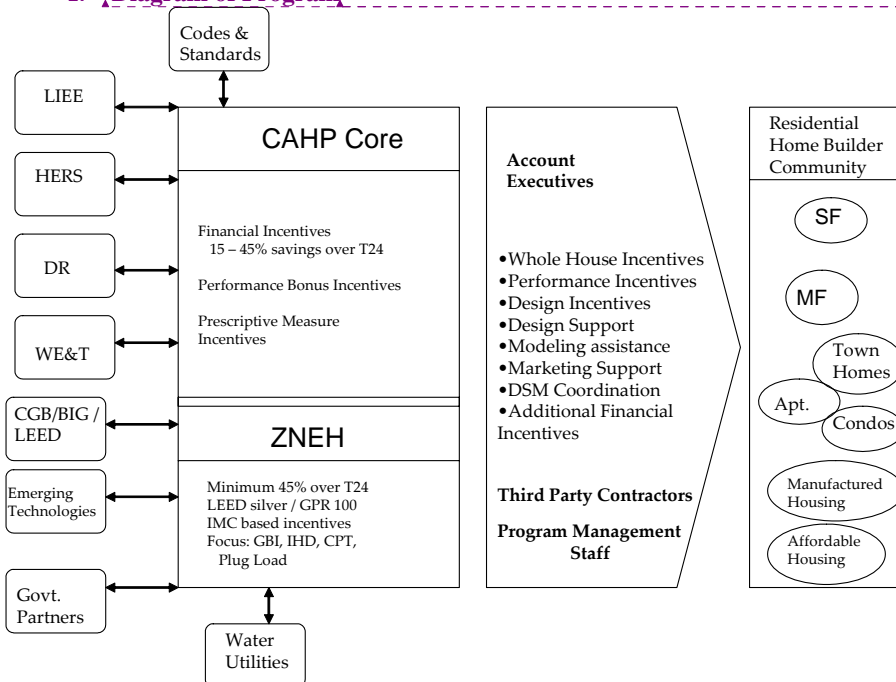 Diagram of Program
Codes &
Standards
LIEE
HERS
DR
WE&T
CGB/BIG /
LEED
Emerging
Technologies
Govt.
Partners
CAHP Core
Financial Incentives
15 – 45% savings over T24
Performance Bonus Incentives
Prescriptive Measure
Incentives
ZNEH
Minimum 45% over T24
LEED silver / GPR 100
IMC based incentives
Focus: GBI, IHD, CPT,
Plug Load
Water
Utilities
Account
Executives
•Whole House Incentives
•Performance Incentives
•Design Incentives
•Design Support
•Modeling assistance
•Marketing Support
•DSM Coordination
•Additional Financial
Incentives
Third Party Contractors
Program Management
Staff
Residential
Home Builder
Community
SF
MF
Town
Homes
Apt.
Condos
Manufactured
Housing
Affordable
Housing